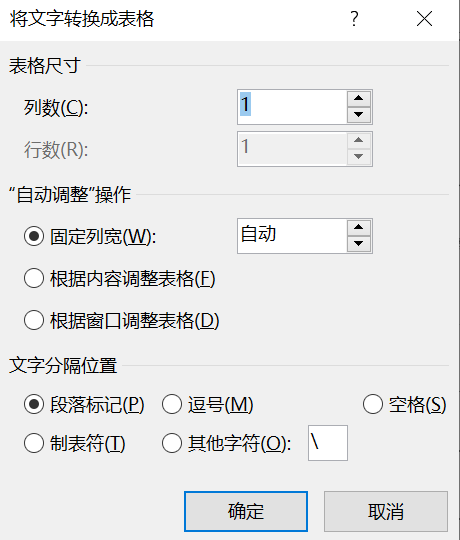 将文字转换成表格 ?
表格尺寸
列数(C): 1
行数(R): 1
“自动调整”操作
固定列宽(W): 自动
根据内容调整表格(F)
根据窗口调整表格(D)
文字分隔位置
段落标记(P) 逗号(M) 空格(S)
制表符(T) 其他字符(O): \
确定 取消